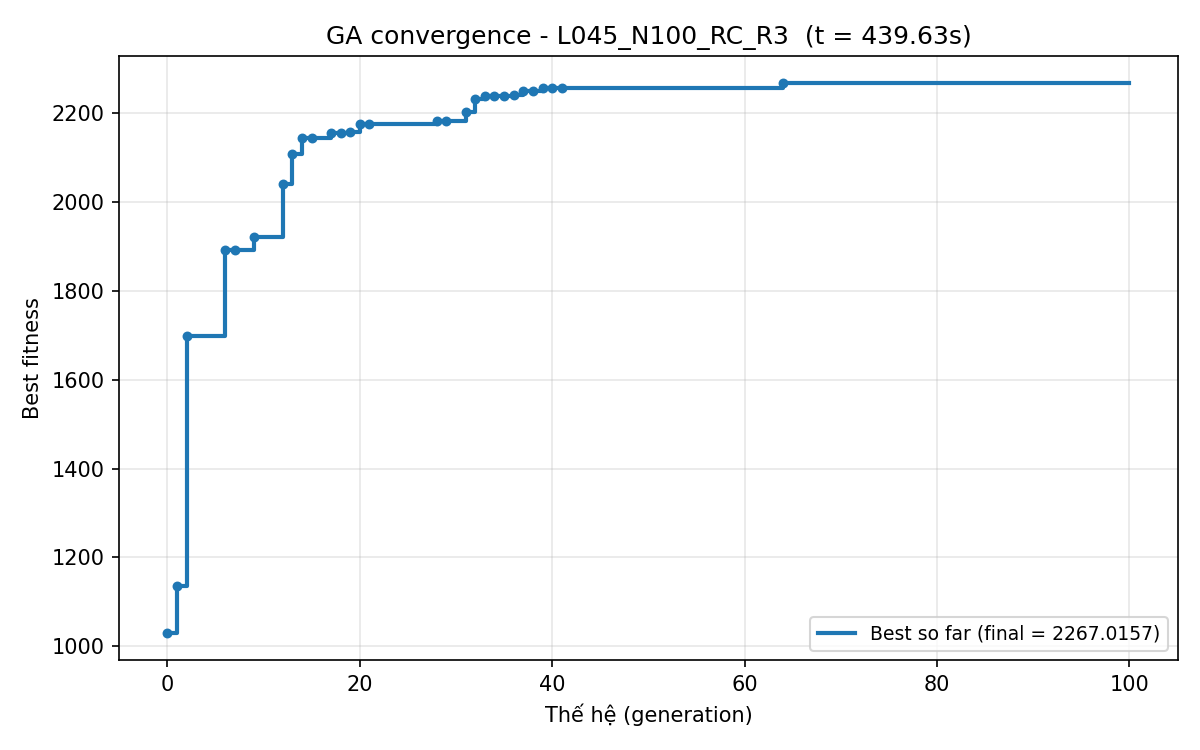 GA convergence - L045_N100_RC_R3  (t = 439.63s)
Best fitness
2200
2000
1800
1600
1400
1200
1000
Best so far (final = 2267.0157)
0 20 40 60 80 100
Thế hệ (generation)